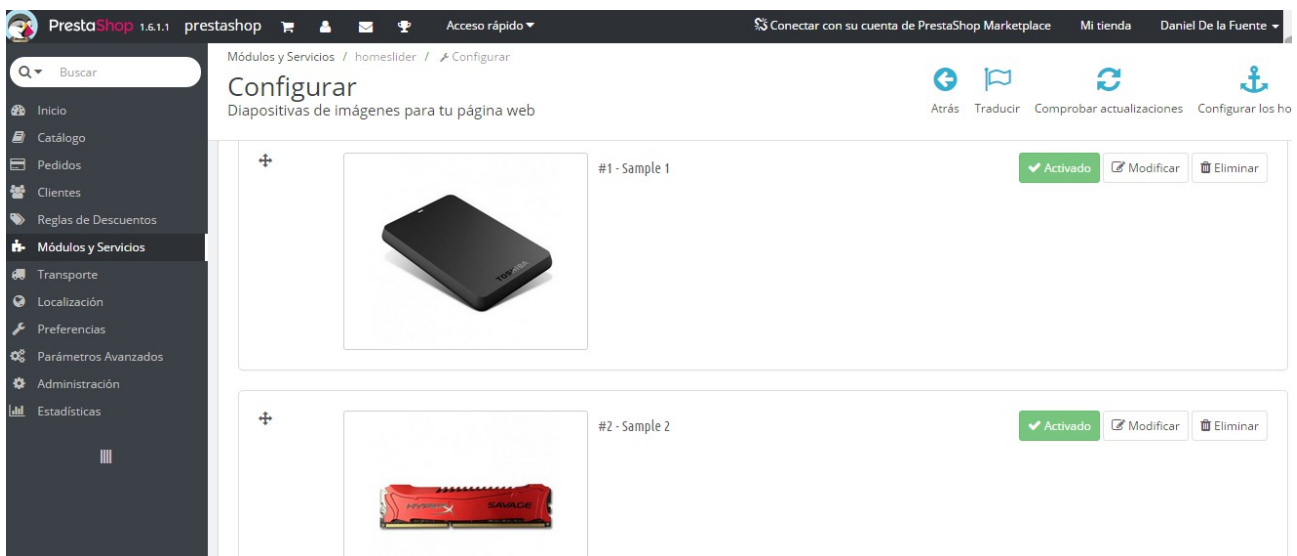 PrestaShop 1.6.1.1 prestashop Acceso rápido Conectar con su cuenta de PrestaShop Marketplace Mi tienda Daniel De la Fuente
Buscar
Inicio
Catálogo
Pedidos
Clientes
Reglas de Descuentos
Módulos y Servicios
Transporte
Localización
Preferencias
Parámetros Avanzados
Administración
Estadísticas
Módulos y Servicios / homeslider / Configurar
Configurar
Diapositivas de imágenes para tu página web
Atrás Traducir Comprobar actualizaciones Configurar los ho
#1 - Sample 1 Activado Modificar Eliminar
TOSHIBA
#2 - Sample 2 Activado Modificar Eliminar
HYPERX SAVAGE